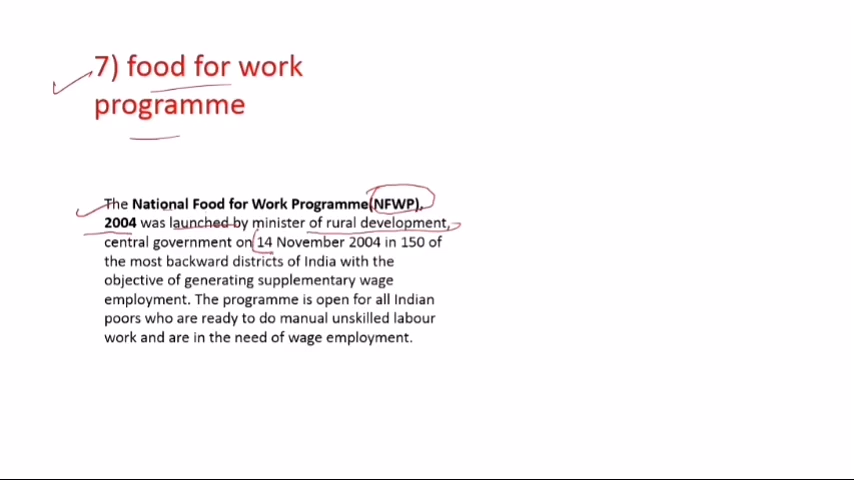 7) food for work
programme
The National Food for Work Programme(NFWP),
2004 was launched by minister of rural development,
central government on 14 November 2004 in 150 of
the most backward districts of India with the
objective of generating supplementary wage
employment. The programme is open for all Indian
poors who are ready to do manual unskilled labour
work and are in the need of wage employment.